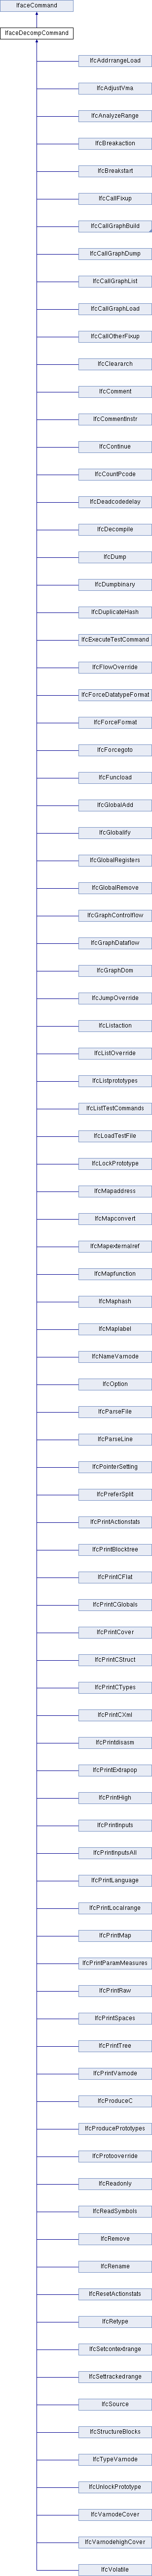 IfaceCommand
IfaceDecompCommand
IfcAddrrangeLoad
IfcAdjustVma
IfcAnalyzeRange
IfcBreakaction
IfcBreakstart
IfcCallFixup
IfcCallGraphBuild
IfcCallGraphDump
IfcCallGraphList
IfcCallGraphLoad
IfcCallOtherFixup
IfcCleararch
IfcComment
IfcCommentInstr
IfcContinue
IfcCountPcode
IfcDeadcodedelay
IfcDecompile
IfcDump
IfcDumpbinary
IfcDuplicateHash
IfcExecuteTestCommand
IfcFlowOverride
IfcForceDatatypeFormat
IfcForceFormat
IfcForcegoto
IfcFuncload
IfcGlobalAdd
IfcGlobalify
IfcGlobalRegisters
IfcGlobalRemove
IfcGraphControlflow
IfcGraphDataflow
IfcGraphDom
IfcJumpOverride
IfcListaction
IfcListOverride
IfcListprototypes
IfcListTestCommands
IfcLoadTestFile
IfcLockPrototype
IfcMapaddress
IfcMapconvert
IfcMapexternalref
IfcMapfunction
IfcMaphash
IfcMaplabel
IfcNameVarnode
IfcOption
IfcParseFile
IfcParseLine
IfcPointerSetting
IfcPreferSplit
IfcPrintActionstats
IfcPrintBlocktree
IfcPrintCFlat
IfcPrintCGlobals
IfcPrintCover
IfcPrintCStruct
IfcPrintCTypes
IfcPrintCXml
IfcPrintdisasm
IfcPrintExtrapop
IfcPrintHigh
IfcPrintInputs
IfcPrintInputsAll
IfcPrintLanguage
IfcPrintLocalrange
IfcPrintMap
IfcPrintParamMeasures
IfcPrintRaw
IfcPrintSpaces
IfcPrintTree
IfcPrintVarnode
IfcProduceC
IfcProducePrototypes
IfcProtooverride
IfcReadonly
IfcReadSymbols
IfcRemove
IfcRename
IfcResetActionstats
IfcRetype
IfcSetcontextrange
IfcSettrackedrange
IfcSource
IfcStructureBlocks
IfcTypeVarnode
IfcUnlockPrototype
IfcVarnodeCover
IfcVarnodehighCover
IfcVolatile